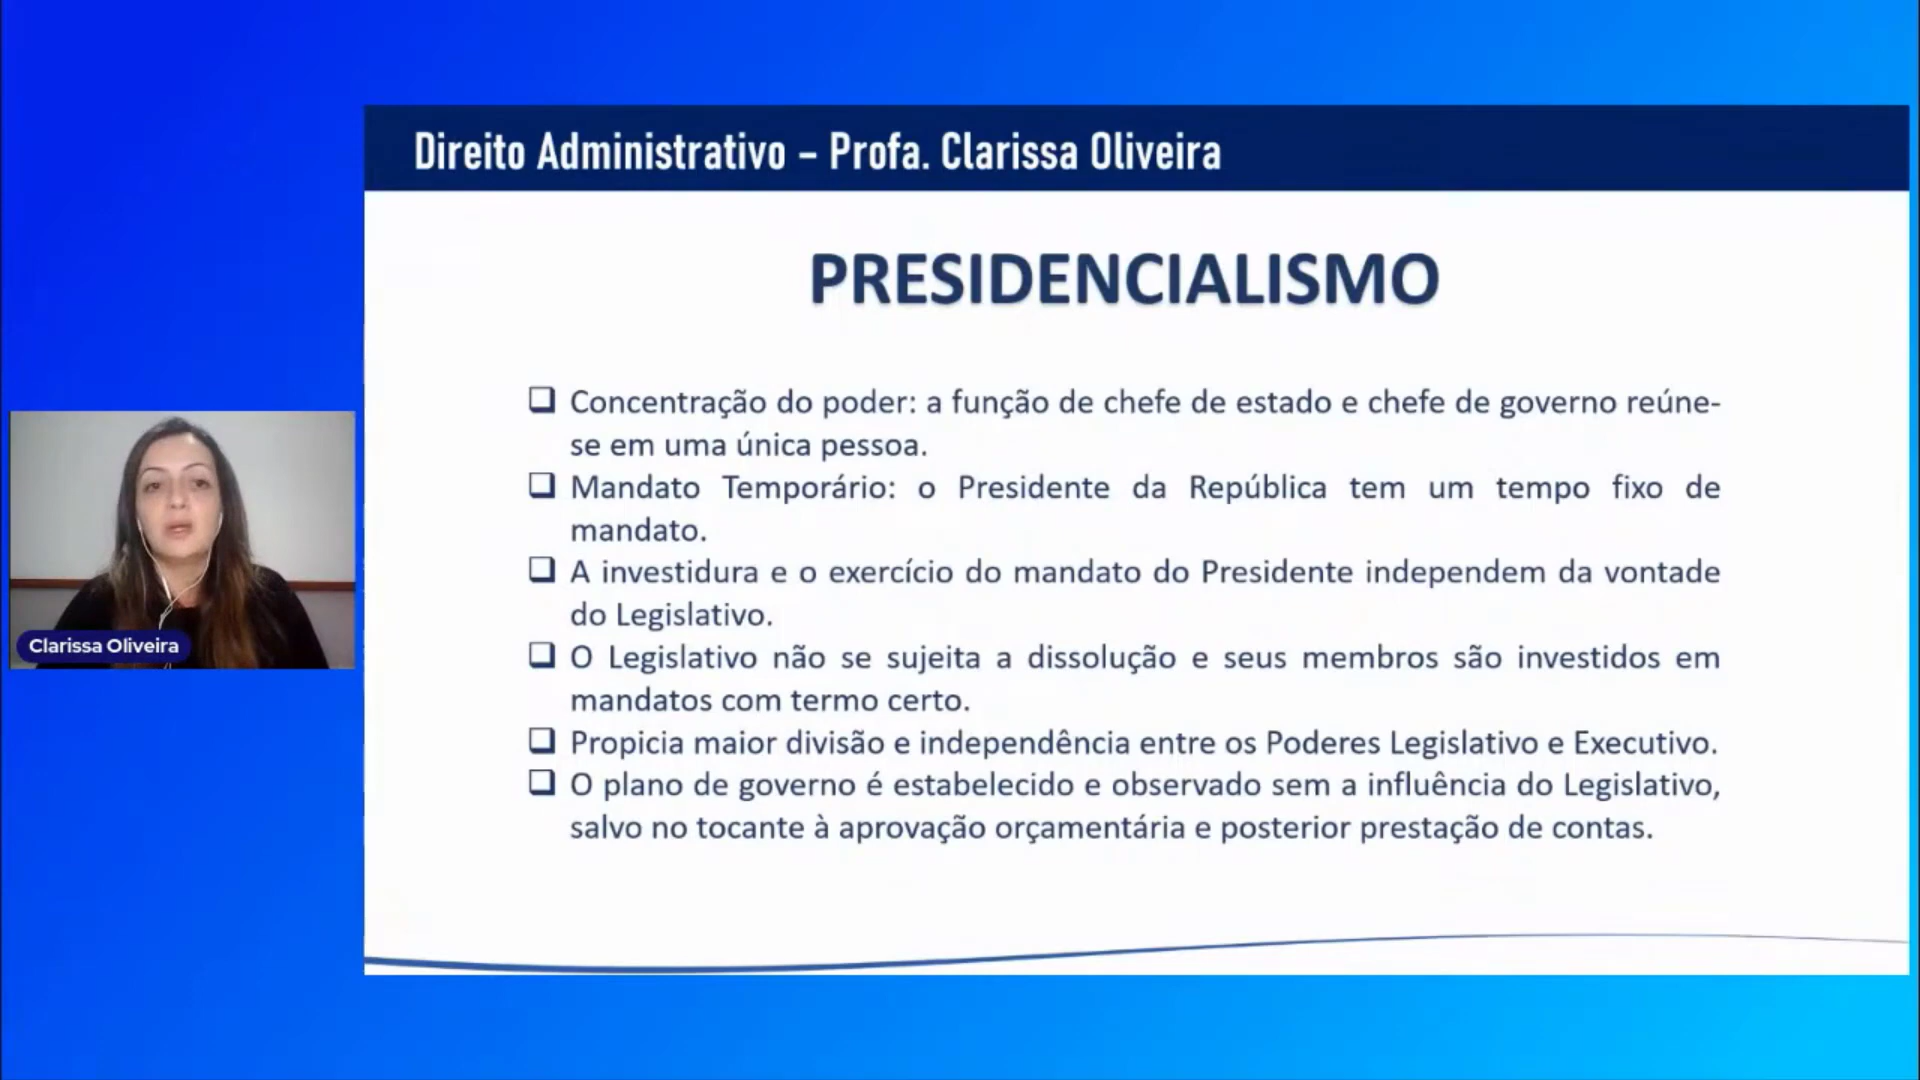 Direito Administrativo – Profa. Clarissa Oliveira
PRESIDENCIALISMO
Concentração do poder: a função de chefe de estado e chefe de governo reúne-
se em uma única pessoa.
Mandato Temporário: o Presidente da República tem um tempo fixo de
mandato.
A investidura e o exercício do mandato do Presidente independem da vontade
do Legislativo.
O Legislativo não se sujeita a dissolução e seus membros são investidos em
mandatos com termo certo.
Propicia maior divisão e independência entre os Poderes Legislativo e Executivo.
O plano de governo é estabelecido e observado sem a influência do Legislativo,
salvo no tocante à aprovação orçamentária e posterior prestação de contas.
Clarissa Oliveira